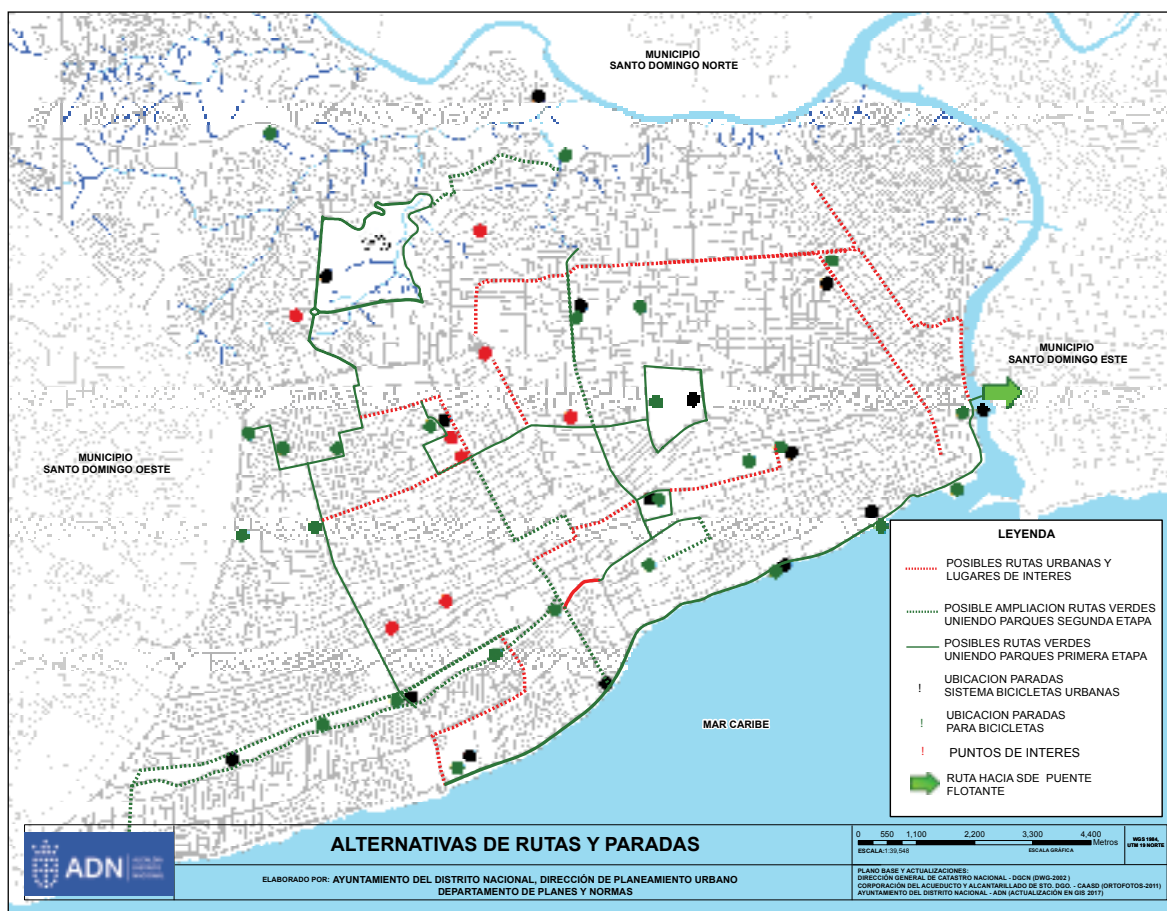 MUNICIPIO
SANTO DOMINGO NORTE
MUNICIPIO
SANTO DOMINGO ESTE
MUNICIPIO
SANTO DOMINGO OESTE
MAR CARIBE
LEYENDA
POSIBLES RUTAS URBANAS Y
LUGARES DE INTERES
POSIBLE AMPLIACION RUTAS VERDES
UNIENDO PARQUES SEGUNDA ETAPA
POSIBLES RUTAS VERDES
UNIENDO PARQUES PRIMERA ETAPA
! UBICACION PARADAS
SISTEMA BICICLETAS URBANAS
! UBICACION PARADAS
PARA BICICLETAS
! PUNTOS DE INTERES
RUTA HACIA SDE PUENTE
FLOTANTE
ADN
ALCALDÍA
DISTRITO
NACIONAL
ALTERNATIVAS DE RUTAS Y PARADAS
ELABORADO POR: AYUNTAMIENTO DEL DISTRITO NACIONAL, DIRECCIÓN DE PLANEAMIENTO URBANO
DEPARTAMENTO DE PLANES Y NORMAS
0 550 1,100 2,200 3,300 4,400
Metros
ESCALA:1:39,548
ESCALA GRÁFICA
WGS 1984,
UTM 19 NORTE
PLANO BASE Y ACTUALIZACIONES:
DIRECCIÓN GENERAL DE CATASTRO NACIONAL - DGCN (DWG-2002 )
CORPORACIÓN DEL ACUEDUCTO Y ALCANTARILLADO DE STO. DGO. - CAASD (ORTOFOTOS-2011)
AYUNTAMIENTO DEL DISTRITO NACIONAL - ADN (ACTUALIZACIÓN EN GIS 2017)